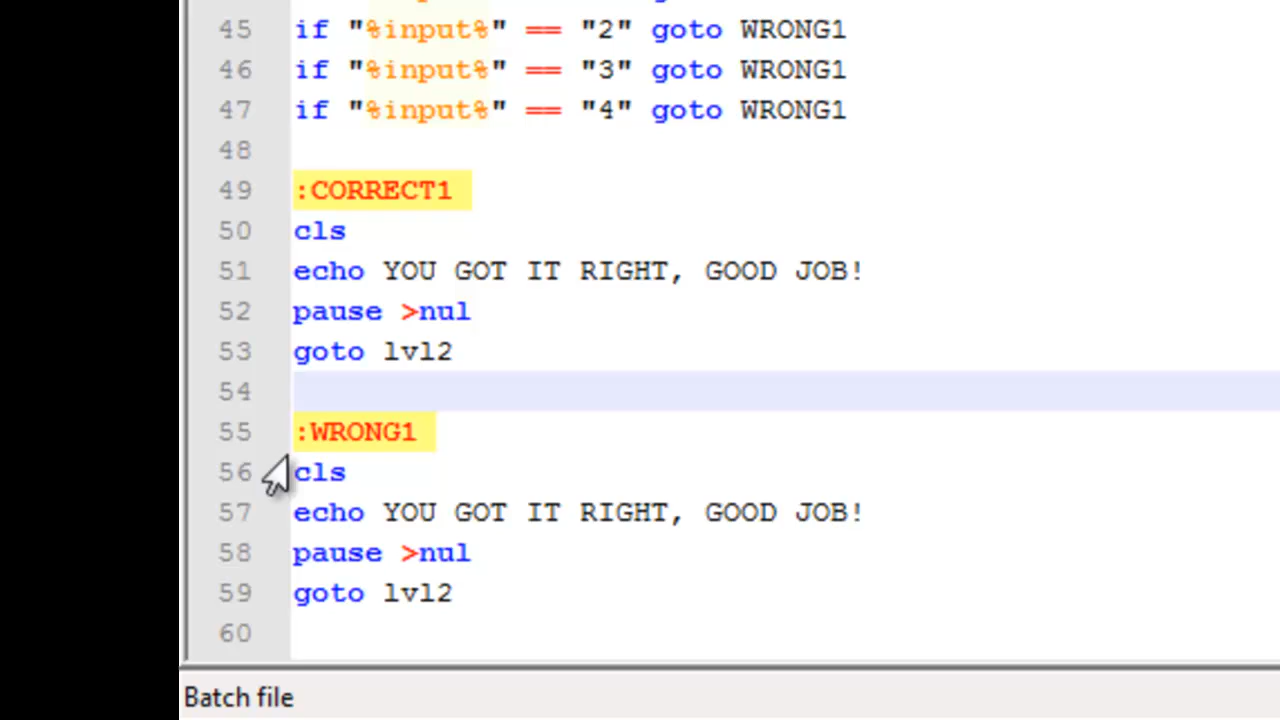 45 if "%input%" == "2" goto WRONG1
46 if "%input%" == "3" goto WRONG1
47 if "%input%" == "4" goto WRONG1
48
49 :CORRECT1
50 cls
51 echo YOU GOT IT RIGHT, GOOD JOB!
52 pause >nul
53 goto lvl2
54
55 :WRONG1
56 cls
57 echo YOU GOT IT RIGHT, GOOD JOB!
58 pause >nul
59 goto lvl2
60
Batch file